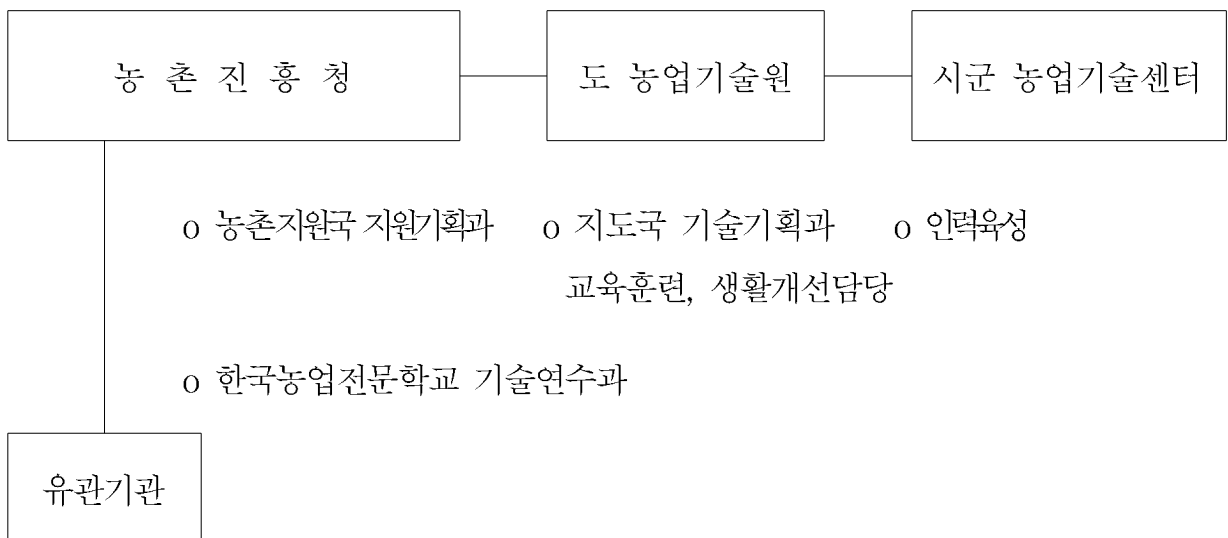 농 촌 진 흥 청
도 농업기술원
시군 농업기술센터
o 농촌지원국 지원기획과
o 지도국 기술기획과
o 인력육성
교육훈련, 생활개선담당
o 한국농업전문학교 기술연수과
유관기관